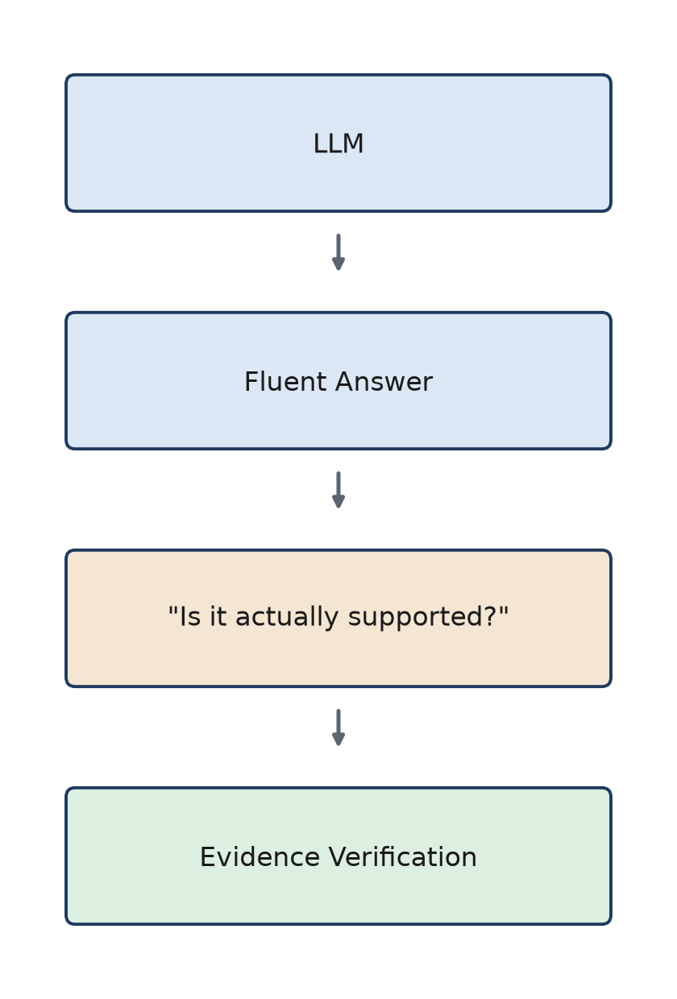 LLM
Fluent Answer
"Is it actually supported?"
Evidence Verification